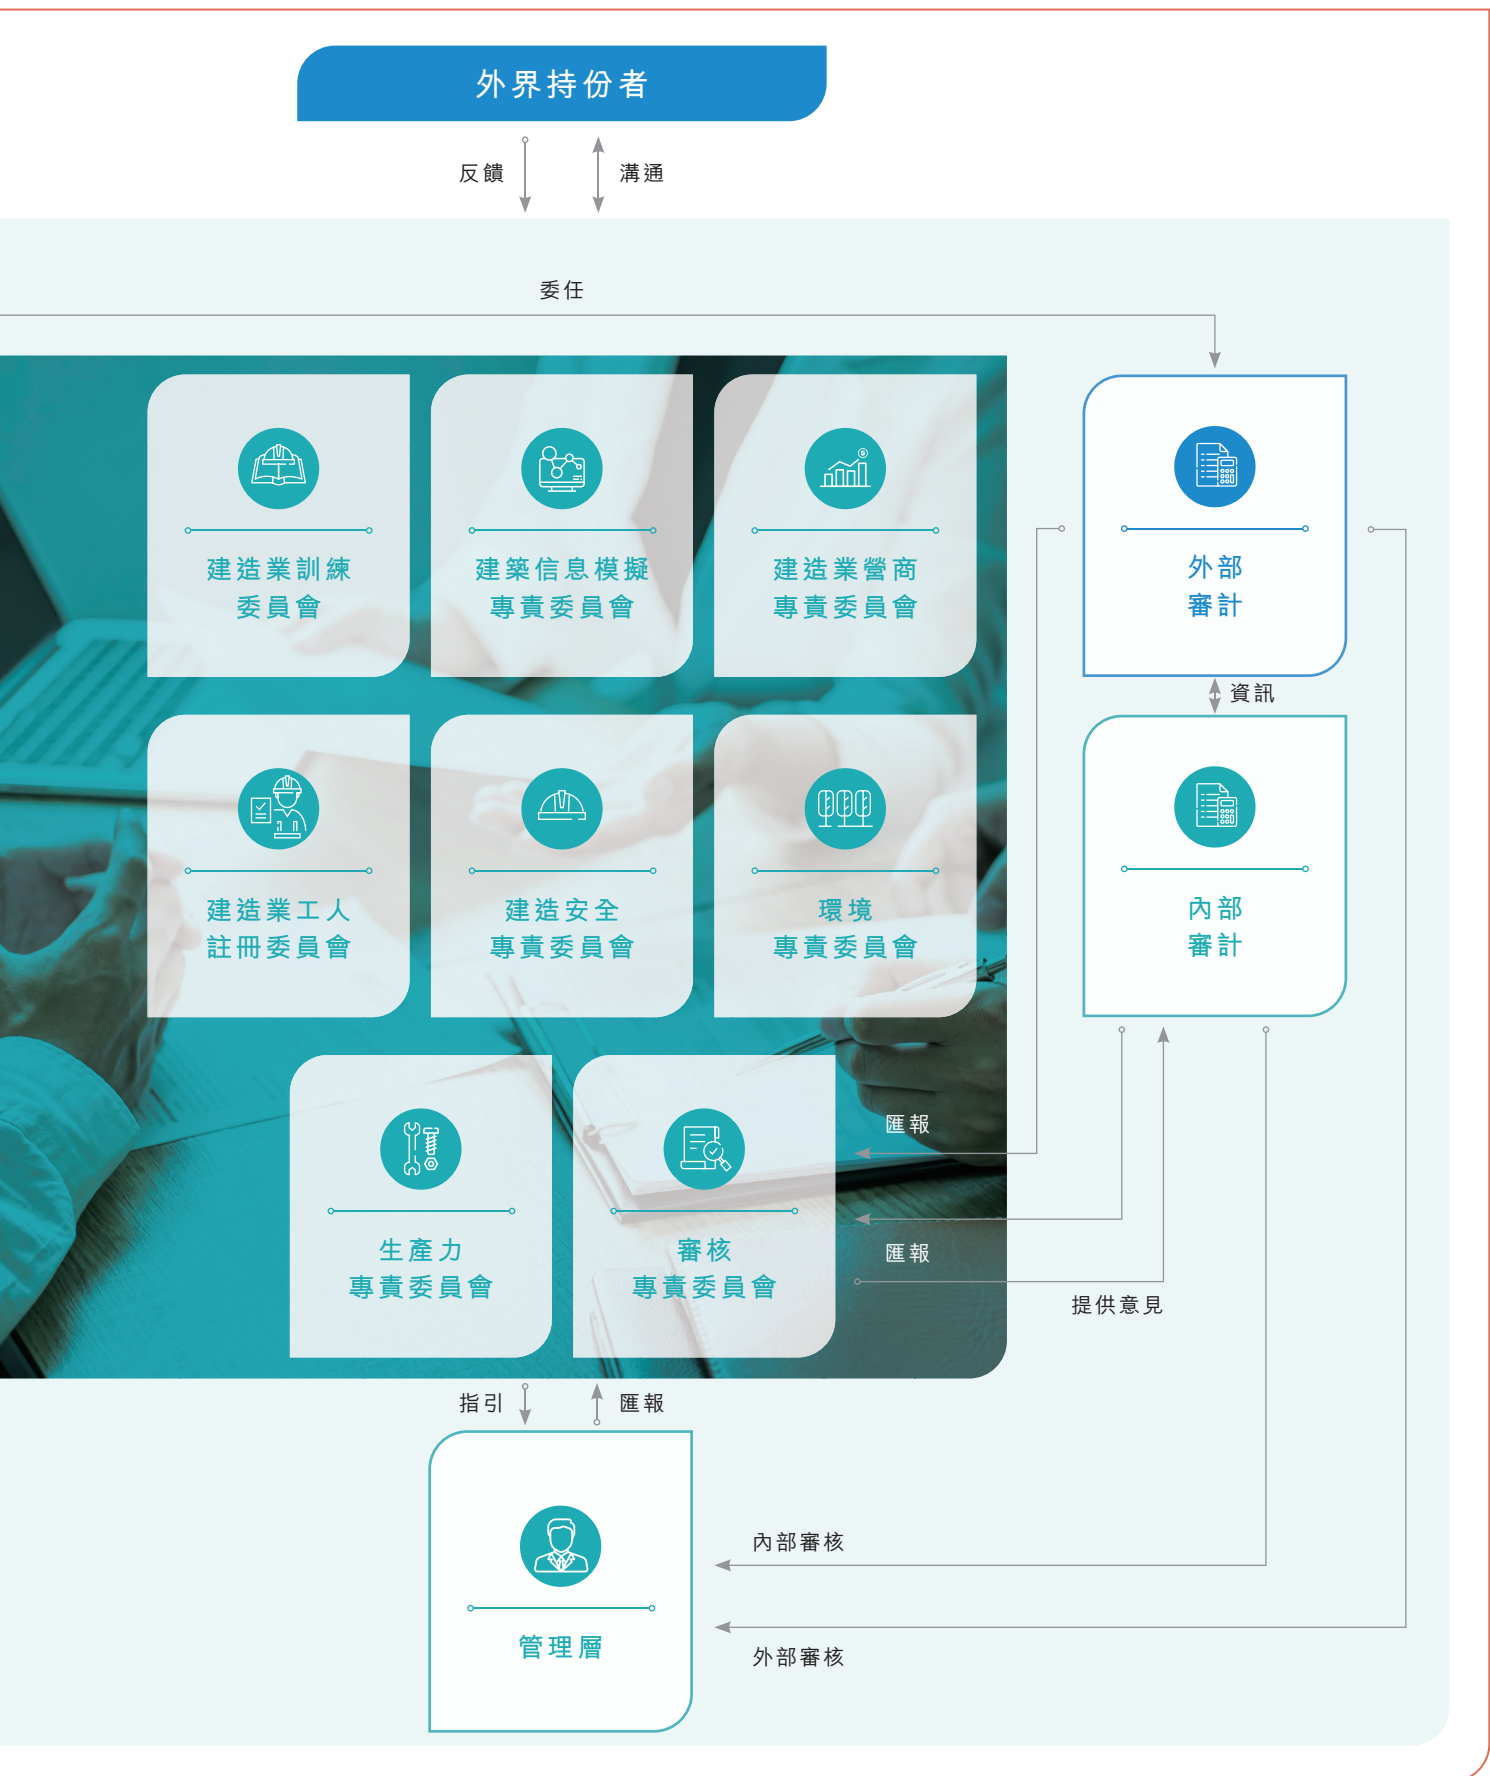 外界持份者
反饋
溝通
委任
建造業訓練
委員會
建築信息模擬
專責委員會
建造業營商
專責委員會
外部
審計
資訊
建造業工人
註冊委員會
建造安全
專責委員會
環境
專責委員會
內部
審計
匯報
生產力
專責委員會
審核
專責委員會
匯報
提供意見
指引
匯報
內部審核
管理層
外部審核